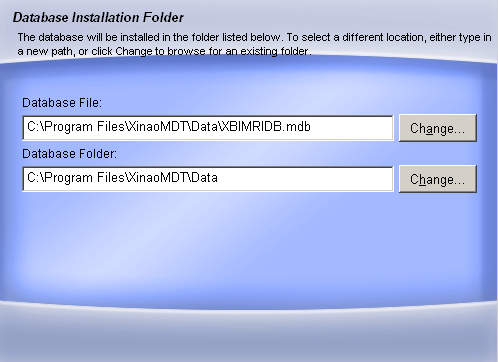 Database Installation Folder
The database will be installed in the folder listed below. To select a different location, either type in
a new path, or click Change to browse for an existing folder.
Database File:
C:\Program Files\XinaoMDT\Data\XBIMRIDB.mdb
Change...
Database Folder:
C:\Program Files\XinaoMDT\Data
Change...